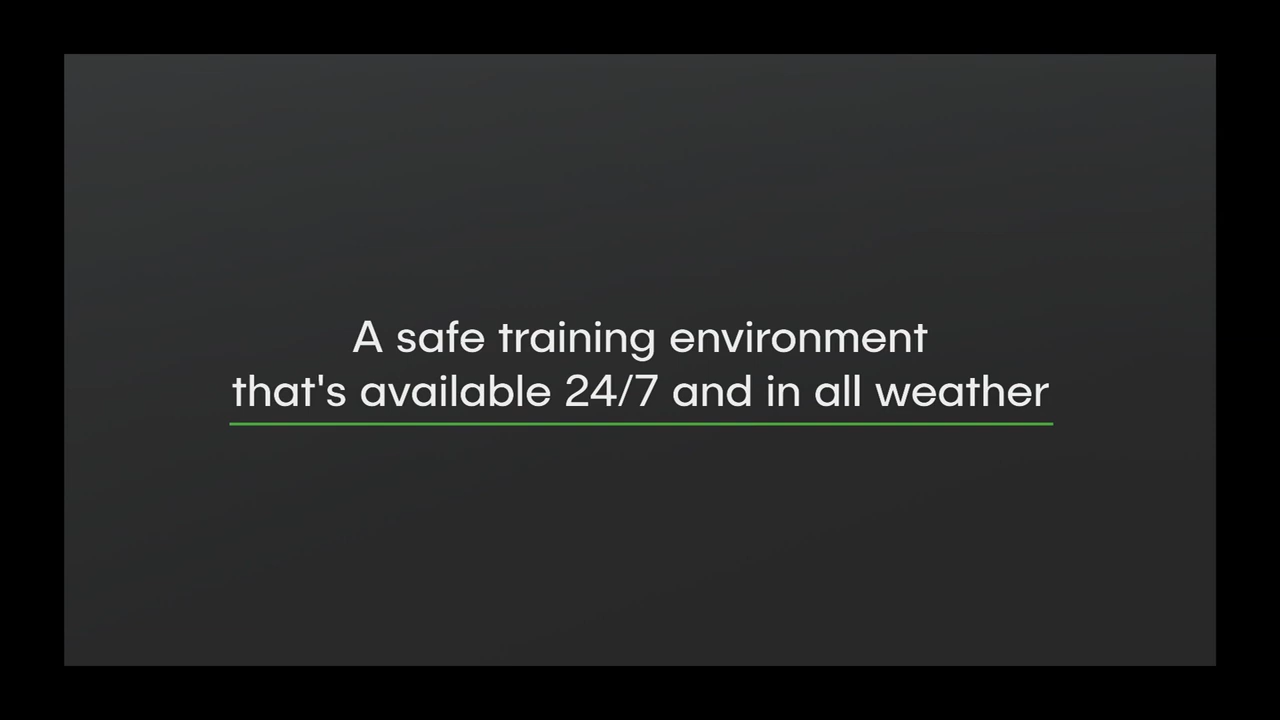 A safe training environment
that's available 24/7 and in all weather